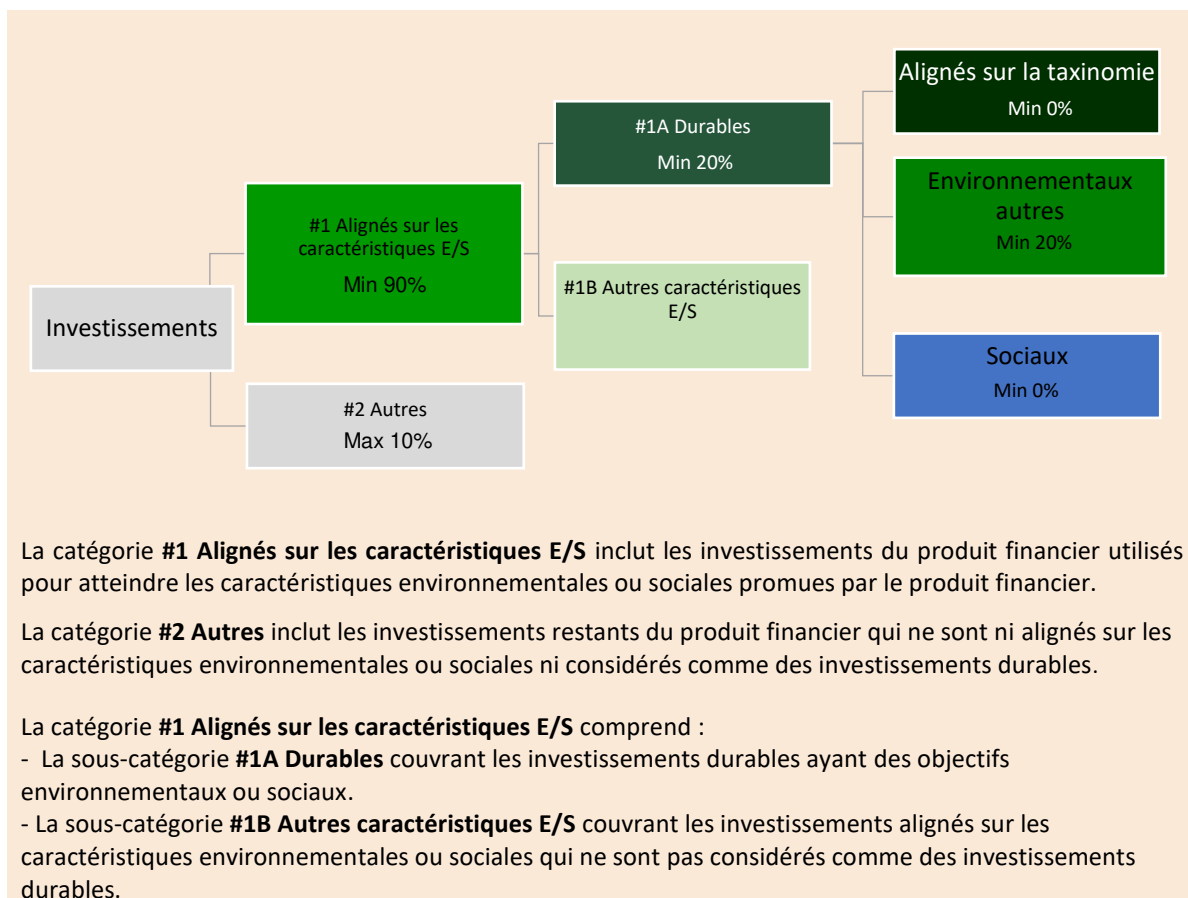 Investissements
#1 Alignés sur les
caractéristiques E/S
Min 90%
#2 Autres
Max 10%
#1A Durables
Min 20%
#1B Autres caractéristiques
E/S
Alignés sur la taxinomie
Min 0%
Environnementaux
autres
Min 20%
Sociaux
Min 0%
La catégorie #1 Alignés sur les caractéristiques E/S inclut les investissements du produit financier utilisés
pour atteindre les caractéristiques environnementales ou sociales promues par le produit financier.
La catégorie #2 Autres inclut les investissements restants du produit financier qui ne sont ni alignés sur les
caractéristiques environnementales ou sociales ni considérés comme des investissements durables.
La catégorie #1 Alignés sur les caractéristiques E/S comprend :
- La sous-catégorie #1A Durables couvrant les investissements durables ayant des objectifs
environnementaux ou sociaux.
- La sous-catégorie #1B Autres caractéristiques E/S couvrant les investissements alignés sur les
caractéristiques environnementales ou sociales qui ne sont pas considérés comme des investissements
durables.